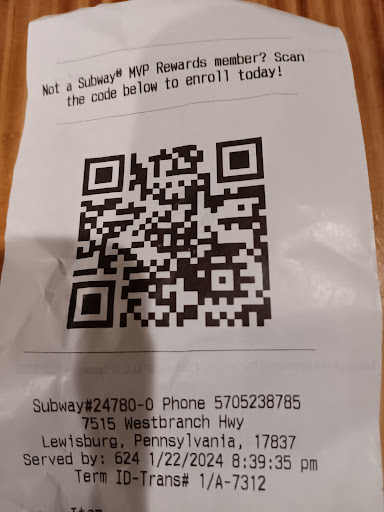 Not a Subway® MVP Rewards member? Scan
the code below to enroll today!
Subway#24780-0 Phone 5705238785
7515 Westbranch Hwy
Lewisburg, Pennsylvania, 17837
Served by: 624 1/22/2024 8:39:35 pm
Term ID-Trans# 1/A-7312
Item